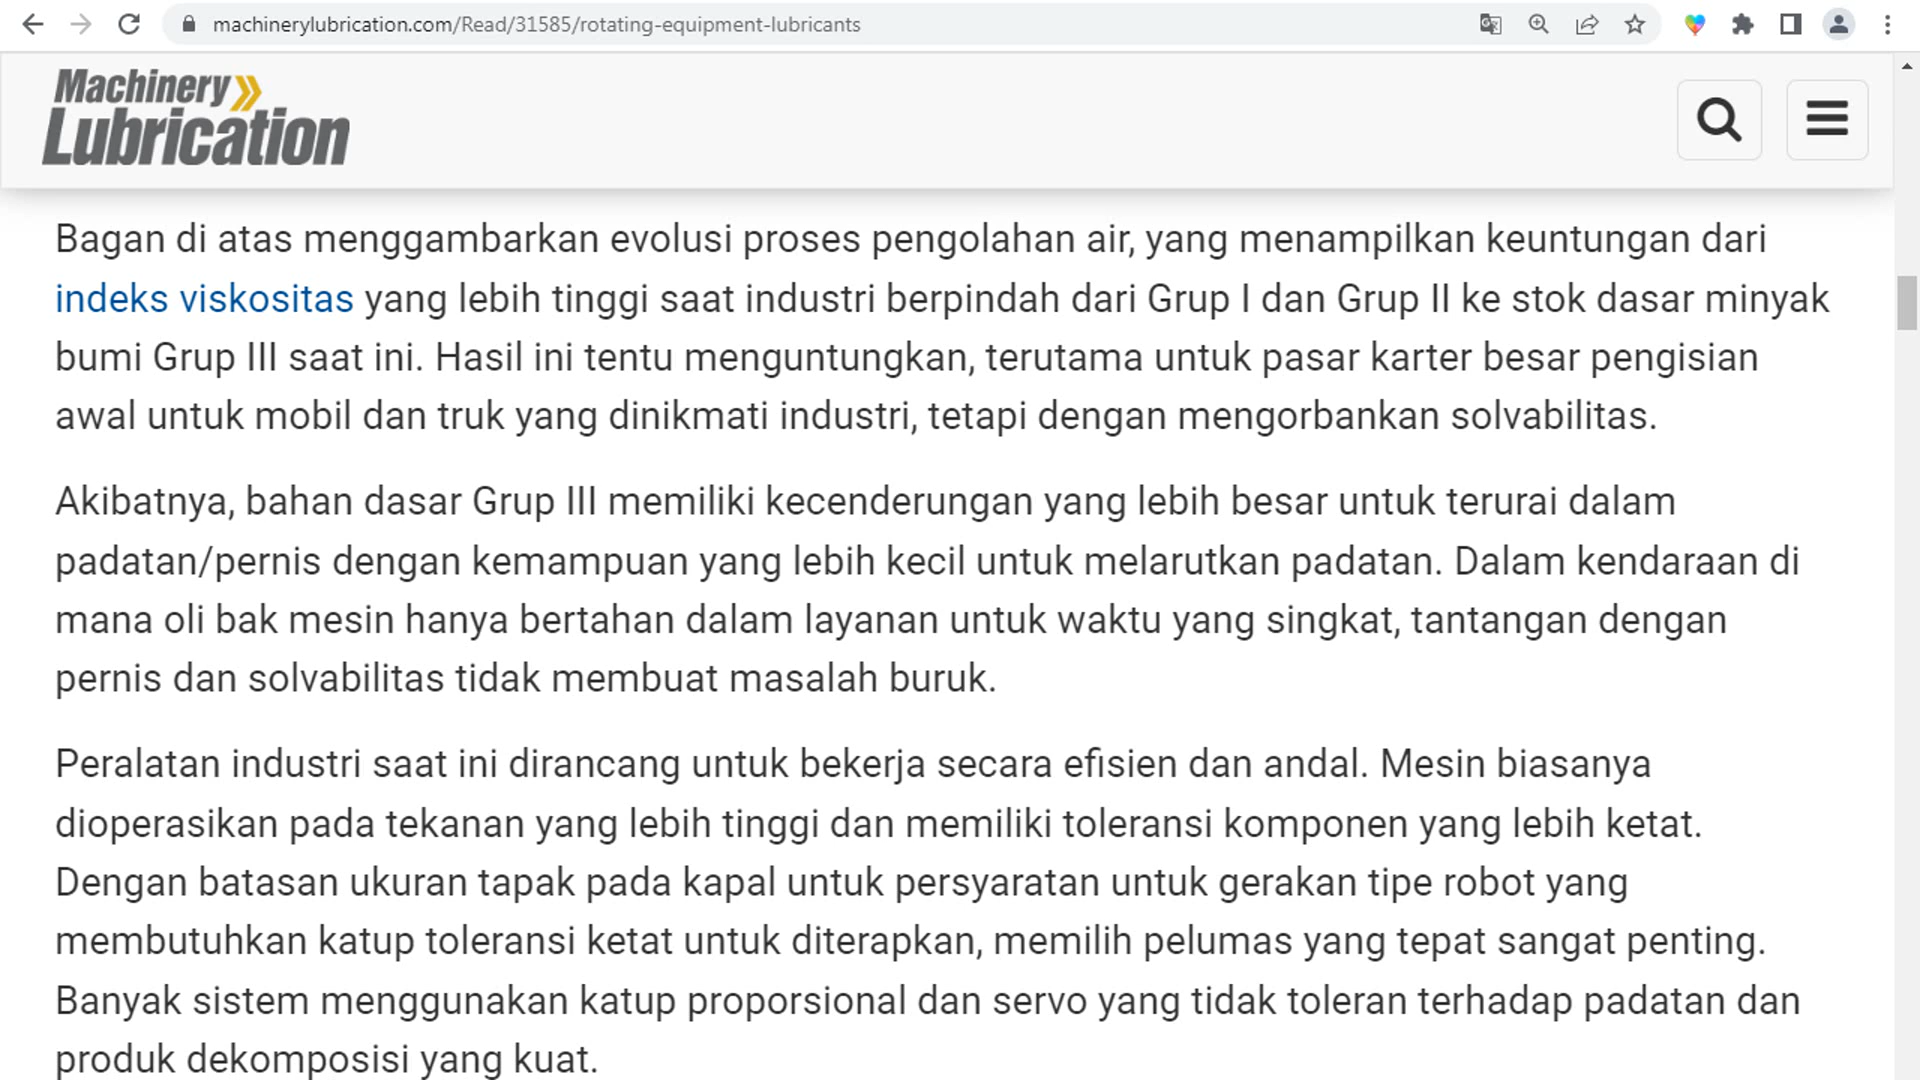 machinerylubrication.com/Read/31585/rotating-equipment-lubricants
Machinery
Lubrication
Bagan di atas menggambarkan evolusi proses pengolahan air, yang menampilkan keuntungan dari
indeks viskositas yang lebih tinggi saat industri berpindah dari Grup I dan Grup II ke stok dasar minyak
bumi Grup III saat ini. Hasil ini tentu menguntungkan, terutama untuk pasar karter besar pengisian
awal untuk mobil dan truk yang dinikmati industri, tetapi dengan mengorbankan solvabilitas.
Akibatnya, bahan dasar Grup III memiliki kecenderungan yang lebih besar untuk terurai dalam
padatan/pernis dengan kemampuan yang lebih kecil untuk melarutkan padatan. Dalam kendaraan di
mana oli bak mesin hanya bertahan dalam layanan untuk waktu yang singkat, tantangan dengan
pernis dan solvabilitas tidak membuat masalah buruk.
Peralatan industri saat ini dirancang untuk bekerja secara efisien dan andal. Mesin biasanya
dioperasikan pada tekanan yang lebih tinggi dan memiliki toleransi komponen yang lebih ketat.
Dengan batasan ukuran tapak pada kapal untuk persyaratan untuk gerakan tipe robot yang
membutuhkan katup toleransi ketat untuk diterapkan, memilih pelumas yang tepat sangat penting.
Banyak sistem menggunakan katup proporsional dan servo yang tidak toleran terhadap padatan dan
produk dekomposisi yang kuat.